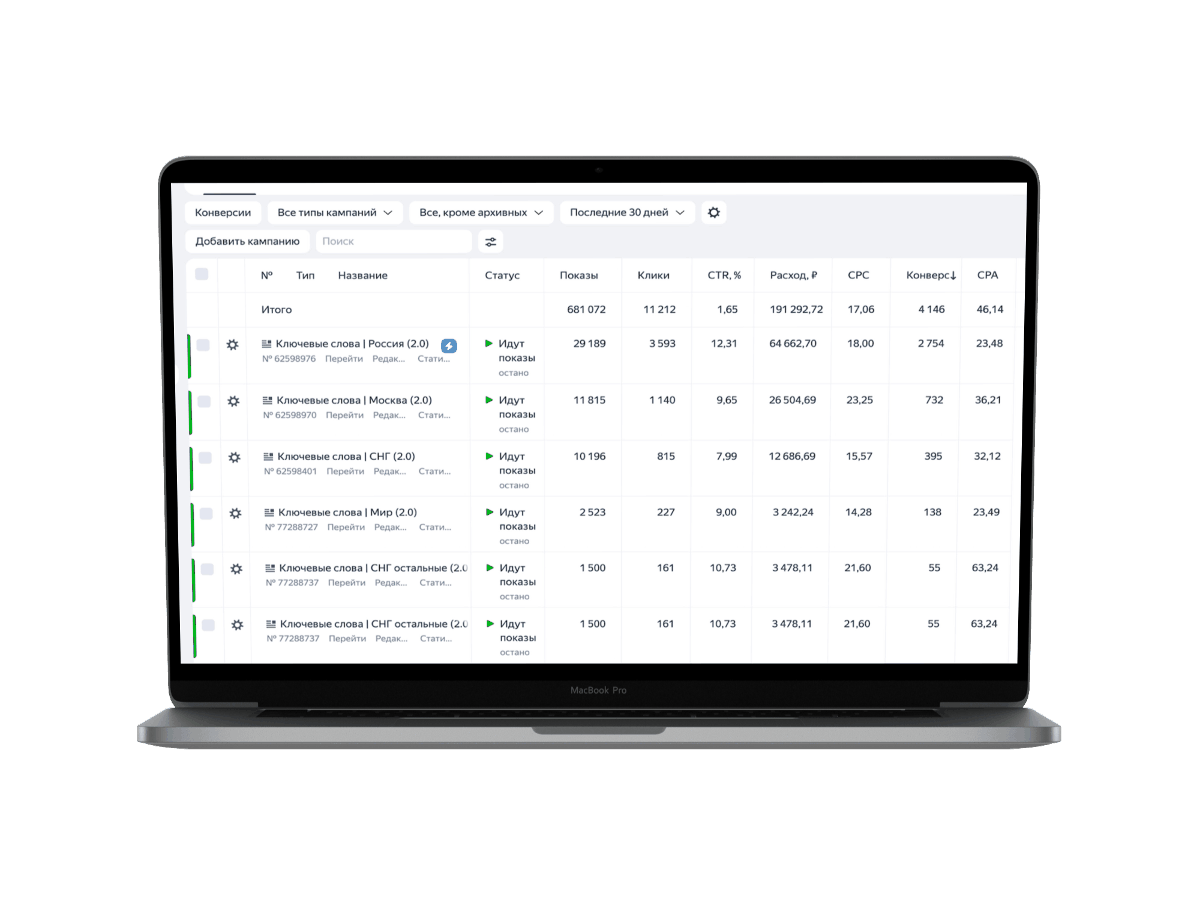 Конверсии Все типы кампаний Все, кроме архивных Последние 30 дней
Добавить кампанию Поиск
№ Тип Название Статус Показы Клики CTR, % Расход, ₽ CPC Конверс↓ CPA
Итого 681 072 11 212 1,65 191 292,72 17,06 4 146 46,14
Ключевые слова | Россия (2.0) Идут 29 189 3 593 12,31 64 662,70 18,00 2 754 23,48
№ 62598976 Перейти Редак... Стати... показы
остано
Ключевые слова | Москва (2.0) Идут 11 815 1 140 9,65 26 504,69 23,25 732 36,21
№ 62598970 Перейти Редак... Стати... показы
остано
Ключевые слова | СНГ (2.0) Идут 10 196 815 7,99 12 686,69 15,57 395 32,12
№ 62598401 Перейти Редак... Стати... показы
остано
Ключевые слова | Мир (2.0) Идут 2 523 227 9,00 3 242,24 14,28 138 23,49
№ 77288727 Перейти Редак... Стати... показы
остано
Ключевые слова | СНГ остальные (2.0 Идут 1 500 161 10,73 3 478,11 21,60 55 63,24
№ 77288737 Перейти Редак... Стати... показы
остано
Ключевые слова | СНГ остальные (2.0 Идут 1 500 161 10,73 3 478,11 21,60 55 63,24
№ 77288737 Перейти Редак... Стати... показы
остано
MacBook Pro